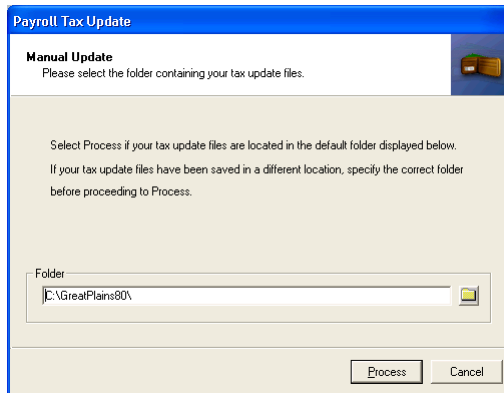 Payroll Tax Update
Manual Update
Please select the folder containing your tax update files.
Select Process if your tax update files are located in the default folder displayed below.
If your tax update files have been saved in a different location, specify the correct folder
before proceeding to Process.
Folder
C:\GreatPlains80\
Process
Cancel